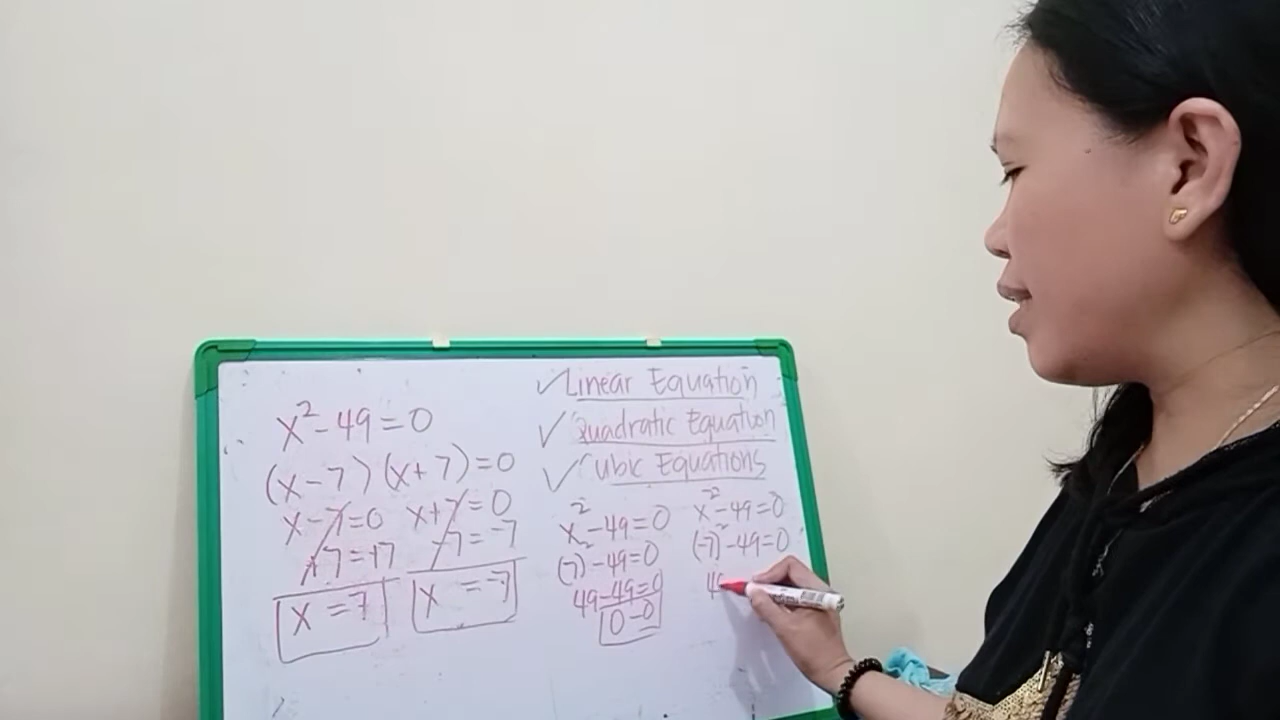 x²-49=0
(x-7)(x+7)=0
x-7=0 x+7=0
+7=+7 -7=-7
x=7 x=-7
✓Linear Equation
✓Quadratic Equation
✓Cubic Equations
x²-49=0 x²-49=0
(7)²-49=0 (-7)²-49=0
49-49=0 49
0=0